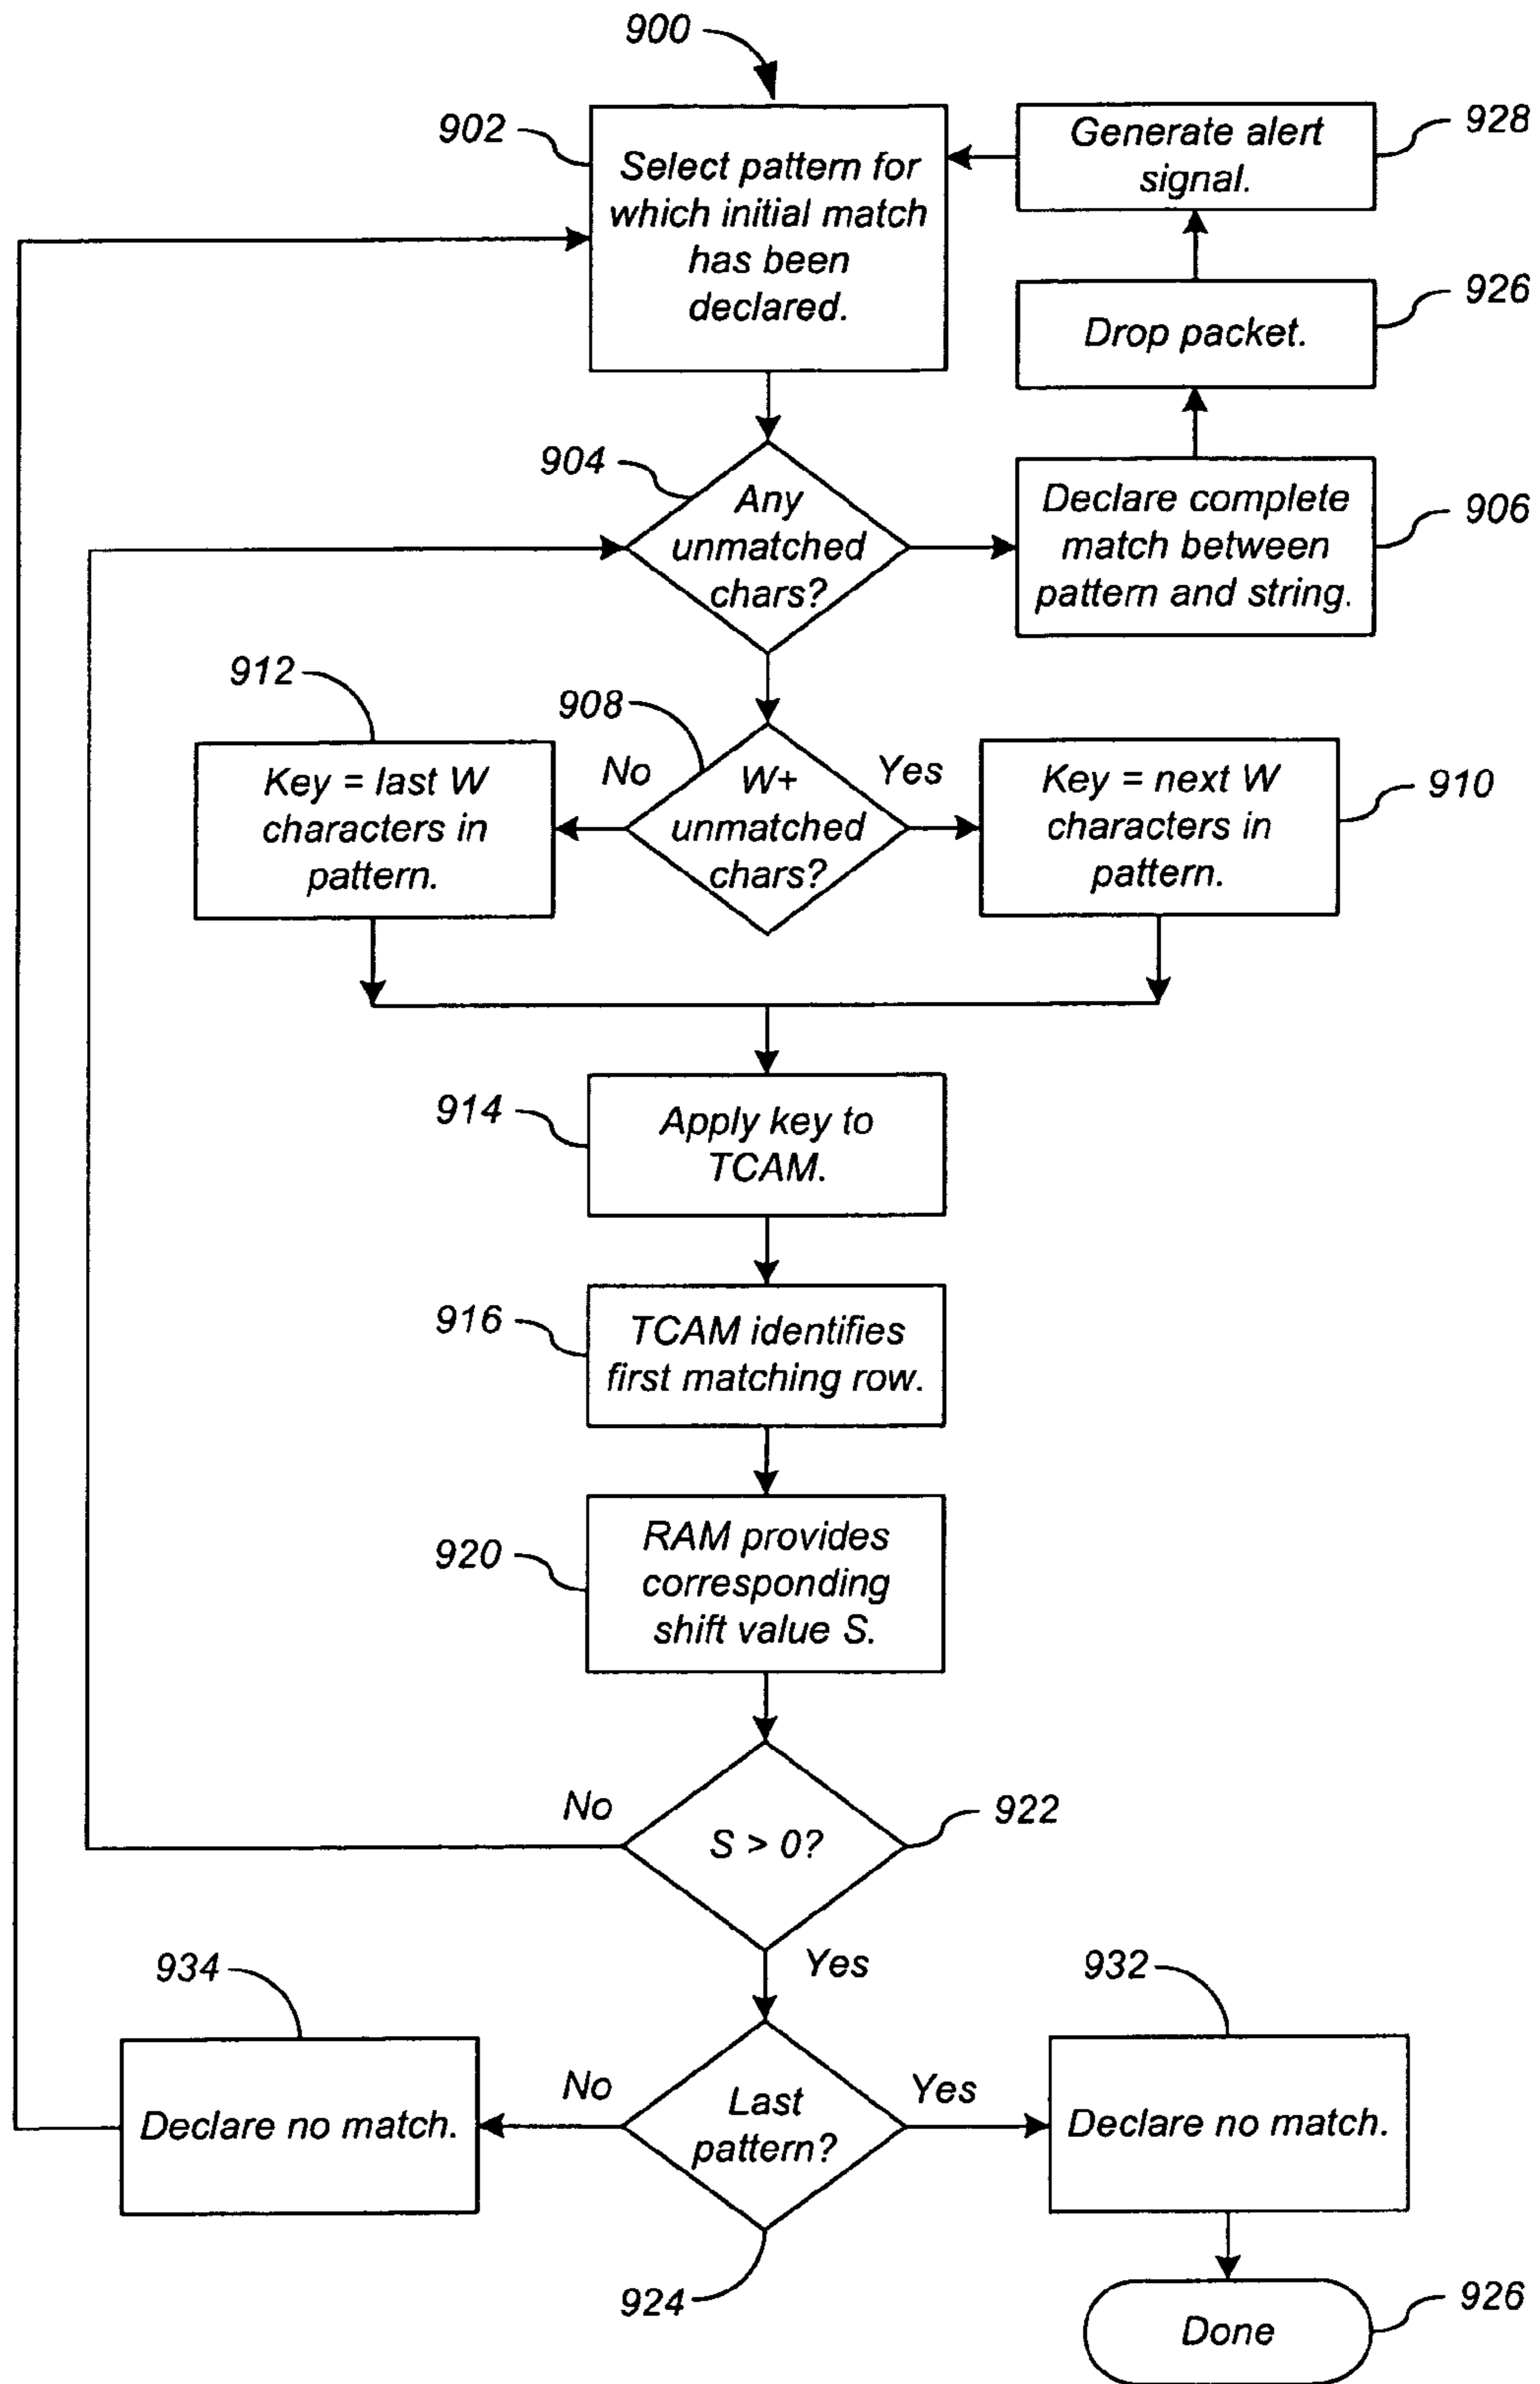 900
902
Select pattern for
which initial match
has been
declared.
Generate alert
signal.
928
Drop packet.
926
904
Any
unmatched
chars?
Declare complete
match between
pattern and string.
906
912
Key = last W
characters in
pattern.
908
No
W+
unmatched
chars?
Yes
Key = next W
characters in
pattern.
910
914
Apply key to
TCAM.
916
TCAM identifies
first matching row.
920
RAM provides
corresponding
shift value S.
No
S > 0?
922
Yes
934
Declare no match.
No
Last
pattern?
Yes
924
932
Declare no match.
Done
926